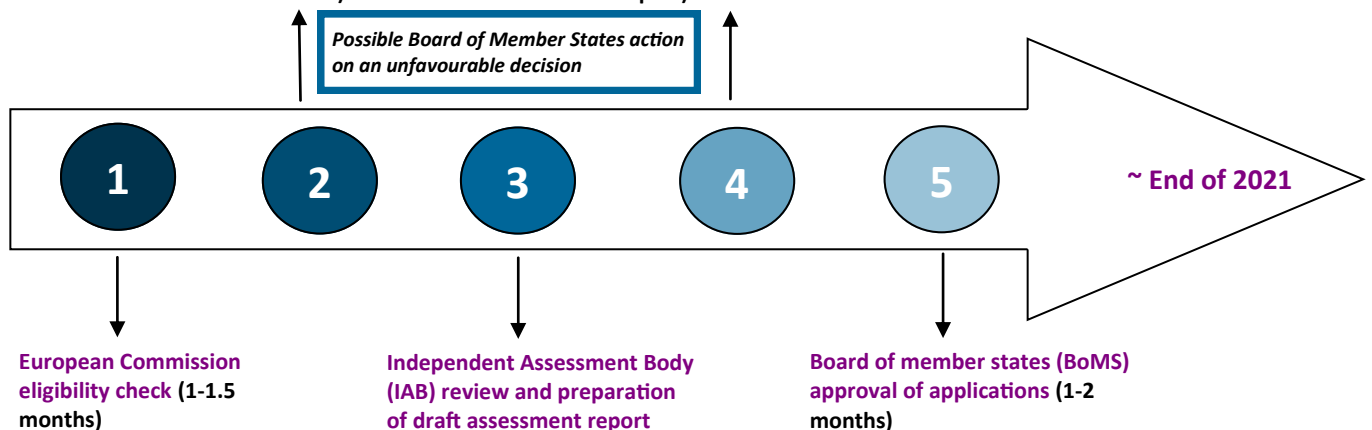 Possible Board of Member States action
on an unfavourable decision
1
2
3
4
5
~ End of 2021
European Commission
eligibility check (1-1.5
months)
Independent Assessment Body
(IAB) review and preparation
of draft assessment report
Board of member states (BoMS)
approval of applications (1-2
months)